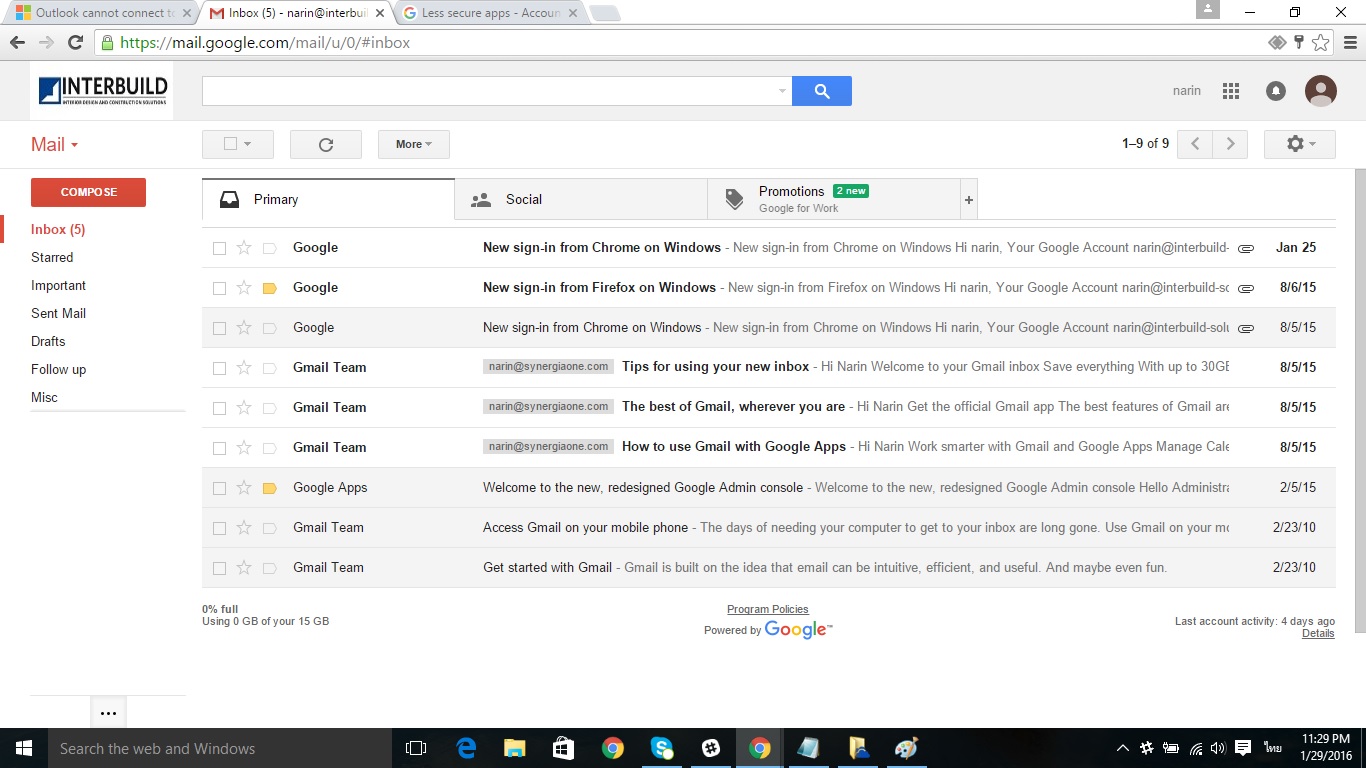 Outlook cannot connect to
Inbox (5) - narin@interbuil
Less secure apps - Accoun
https://mail.google.com/mail/u/0/#inbox
INTERBUILD
INTERIOR DESIGN AND CONSTRUCTION SOLUTIONS
narin
Mail
More
1–9 of 9
COMPOSE
Inbox (5)
Starred
Important
Sent Mail
Drafts
Follow up
Misc
Primary
Social
Promotions 2 new
Google for Work
+
Google New sign-in from Chrome on Windows - New sign-in from Chrome on Windows Hi narin, Your Google Account narin@interbuild- Jan 25
Google New sign-in from Firefox on Windows - New sign-in from Firefox on Windows Hi narin, Your Google Account narin@interbuild-so 8/6/15
Google New sign-in from Chrome on Windows - New sign-in from Chrome on Windows Hi narin, Your Google Account narin@interbuild-solu 8/5/15
Gmail Team narin@synergiaone.com Tips for using your new inbox - Hi Narin Welcome to your Gmail inbox Save everything With up to 30GB 8/5/15
Gmail Team narin@synergiaone.com The best of Gmail, wherever you are - Hi Narin Get the official Gmail app The best features of Gmail are 8/5/15
Gmail Team narin@synergiaone.com How to use Gmail with Google Apps - Hi Narin Work smarter with Gmail and Google Apps Manage Cale 8/5/15
Google Apps Welcome to the new, redesigned Google Admin console - Welcome to the new, redesigned Google Admin console Hello Administra 2/5/15
Gmail Team Access Gmail on your mobile phone - The days of needing your computer to get to your inbox are long gone. Use Gmail on your mo 2/23/10
Gmail Team Get started with Gmail - Gmail is built on the idea that email can be intuitive, efficient, and useful. And maybe even fun. 2/23/10
0% full
Using 0 GB of your 15 GB
Program Policies
Powered by Google™
Last account activity: 4 days ago
Details
Search the web and Windows
ไทย
11:29 PM
1/29/2016